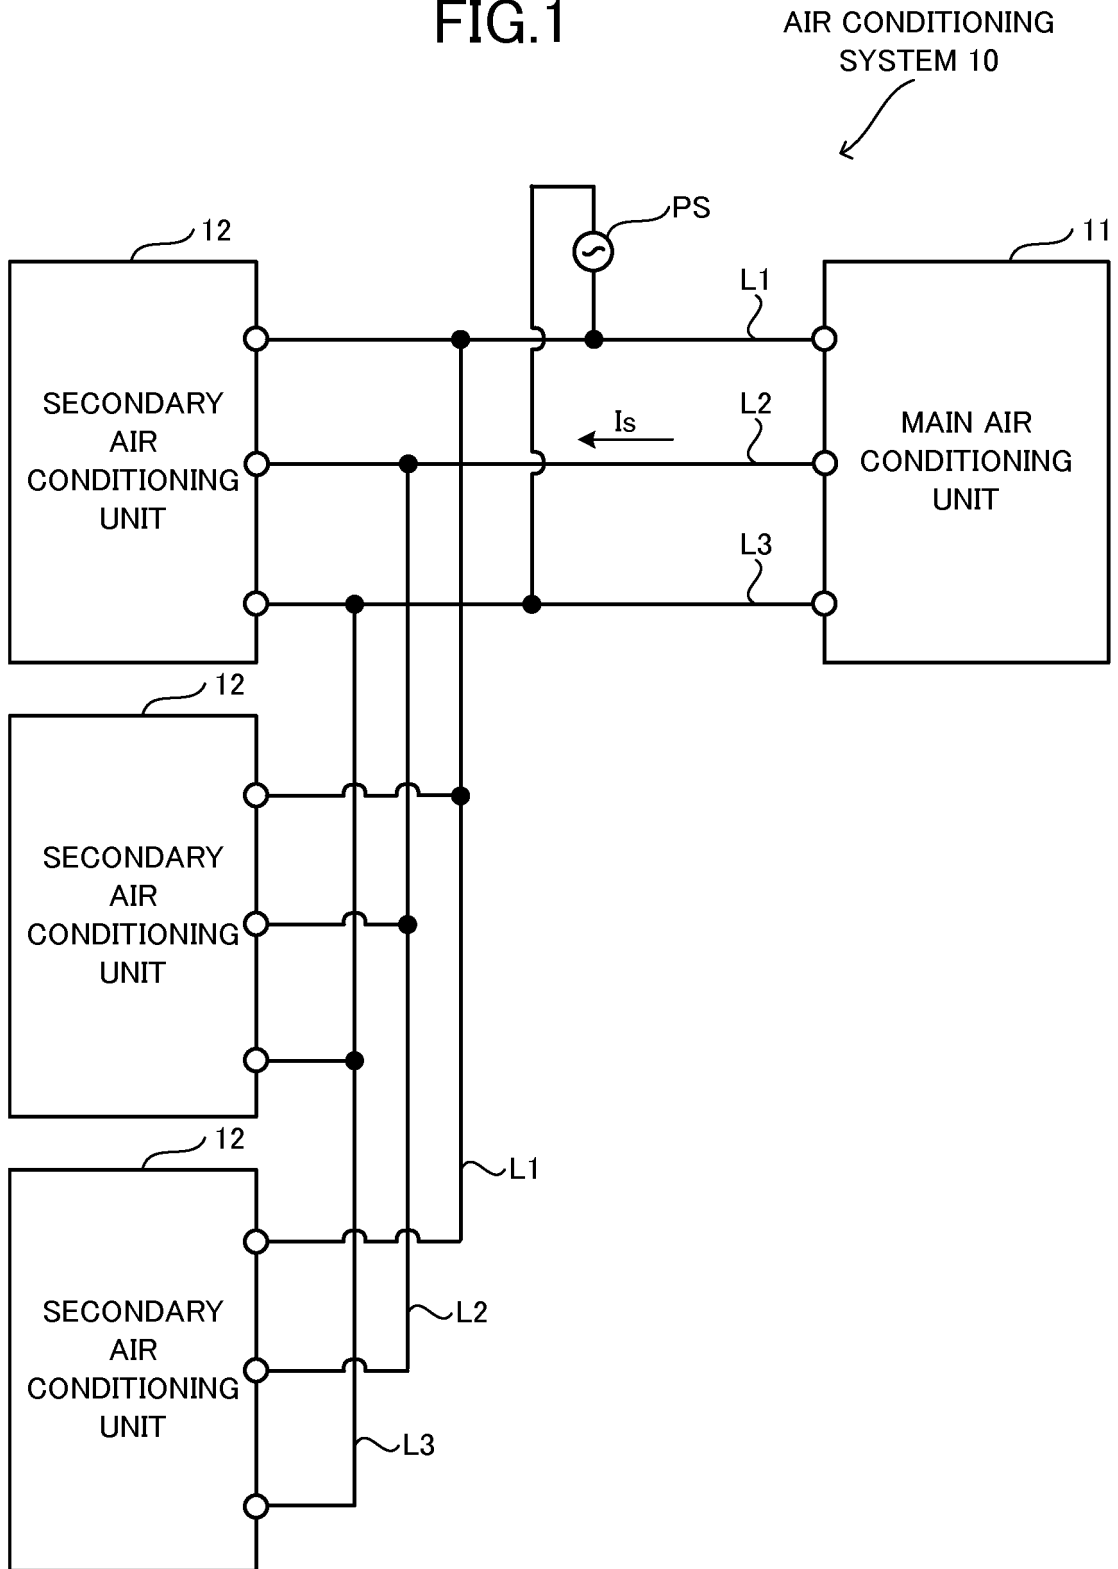 FIG.1
AIR CONDITIONING
SYSTEM 10
PS
12
11
L1
SECONDARY
AIR
CONDITIONING
UNIT
L2
Is
MAIN AIR
CONDITIONING
UNIT
L3
12
SECONDARY
AIR
CONDITIONING
UNIT
12
L1
SECONDARY
AIR
CONDITIONING
UNIT
L2
L3